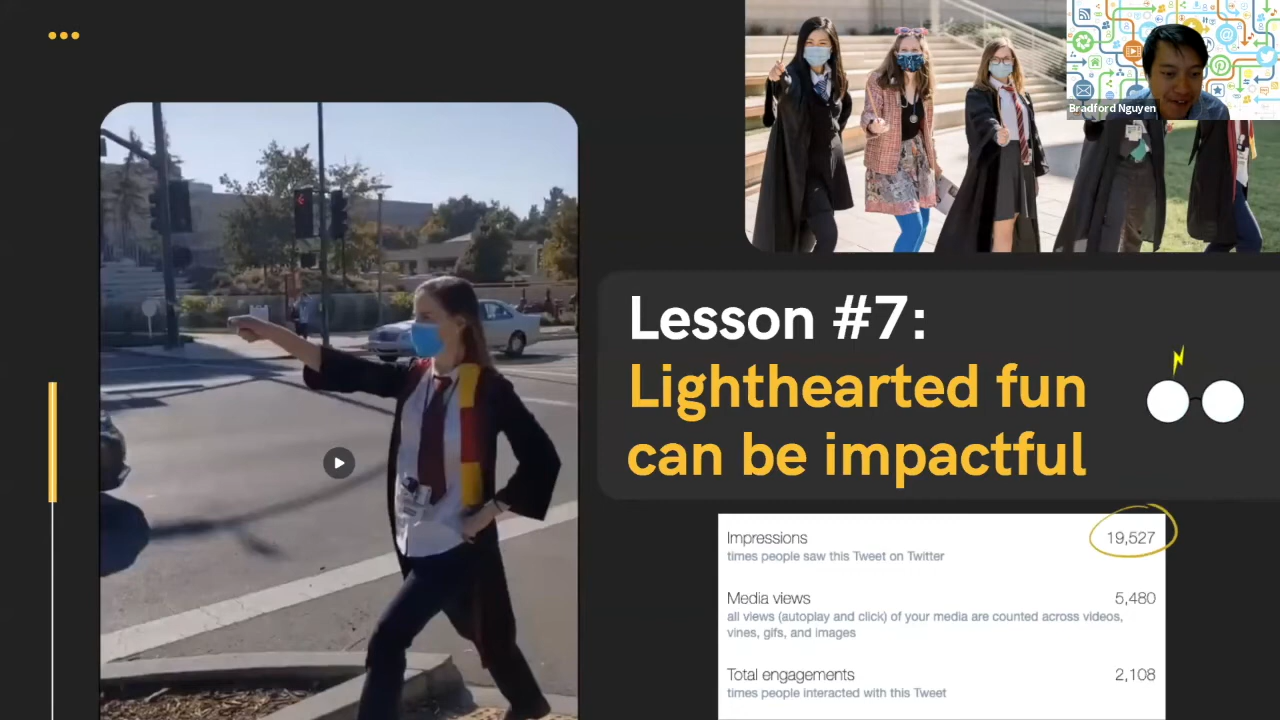 Bradford Nguyen
Lesson #7:
Lighthearted fun
can be impactful
Impressions 19,527
times people saw this Tweet on Twitter
Media views 5,480
all views (autoplay and click) of your media are counted across videos,
vines, gifs, and images
Total engagements 2,108
times people interacted with this Tweet